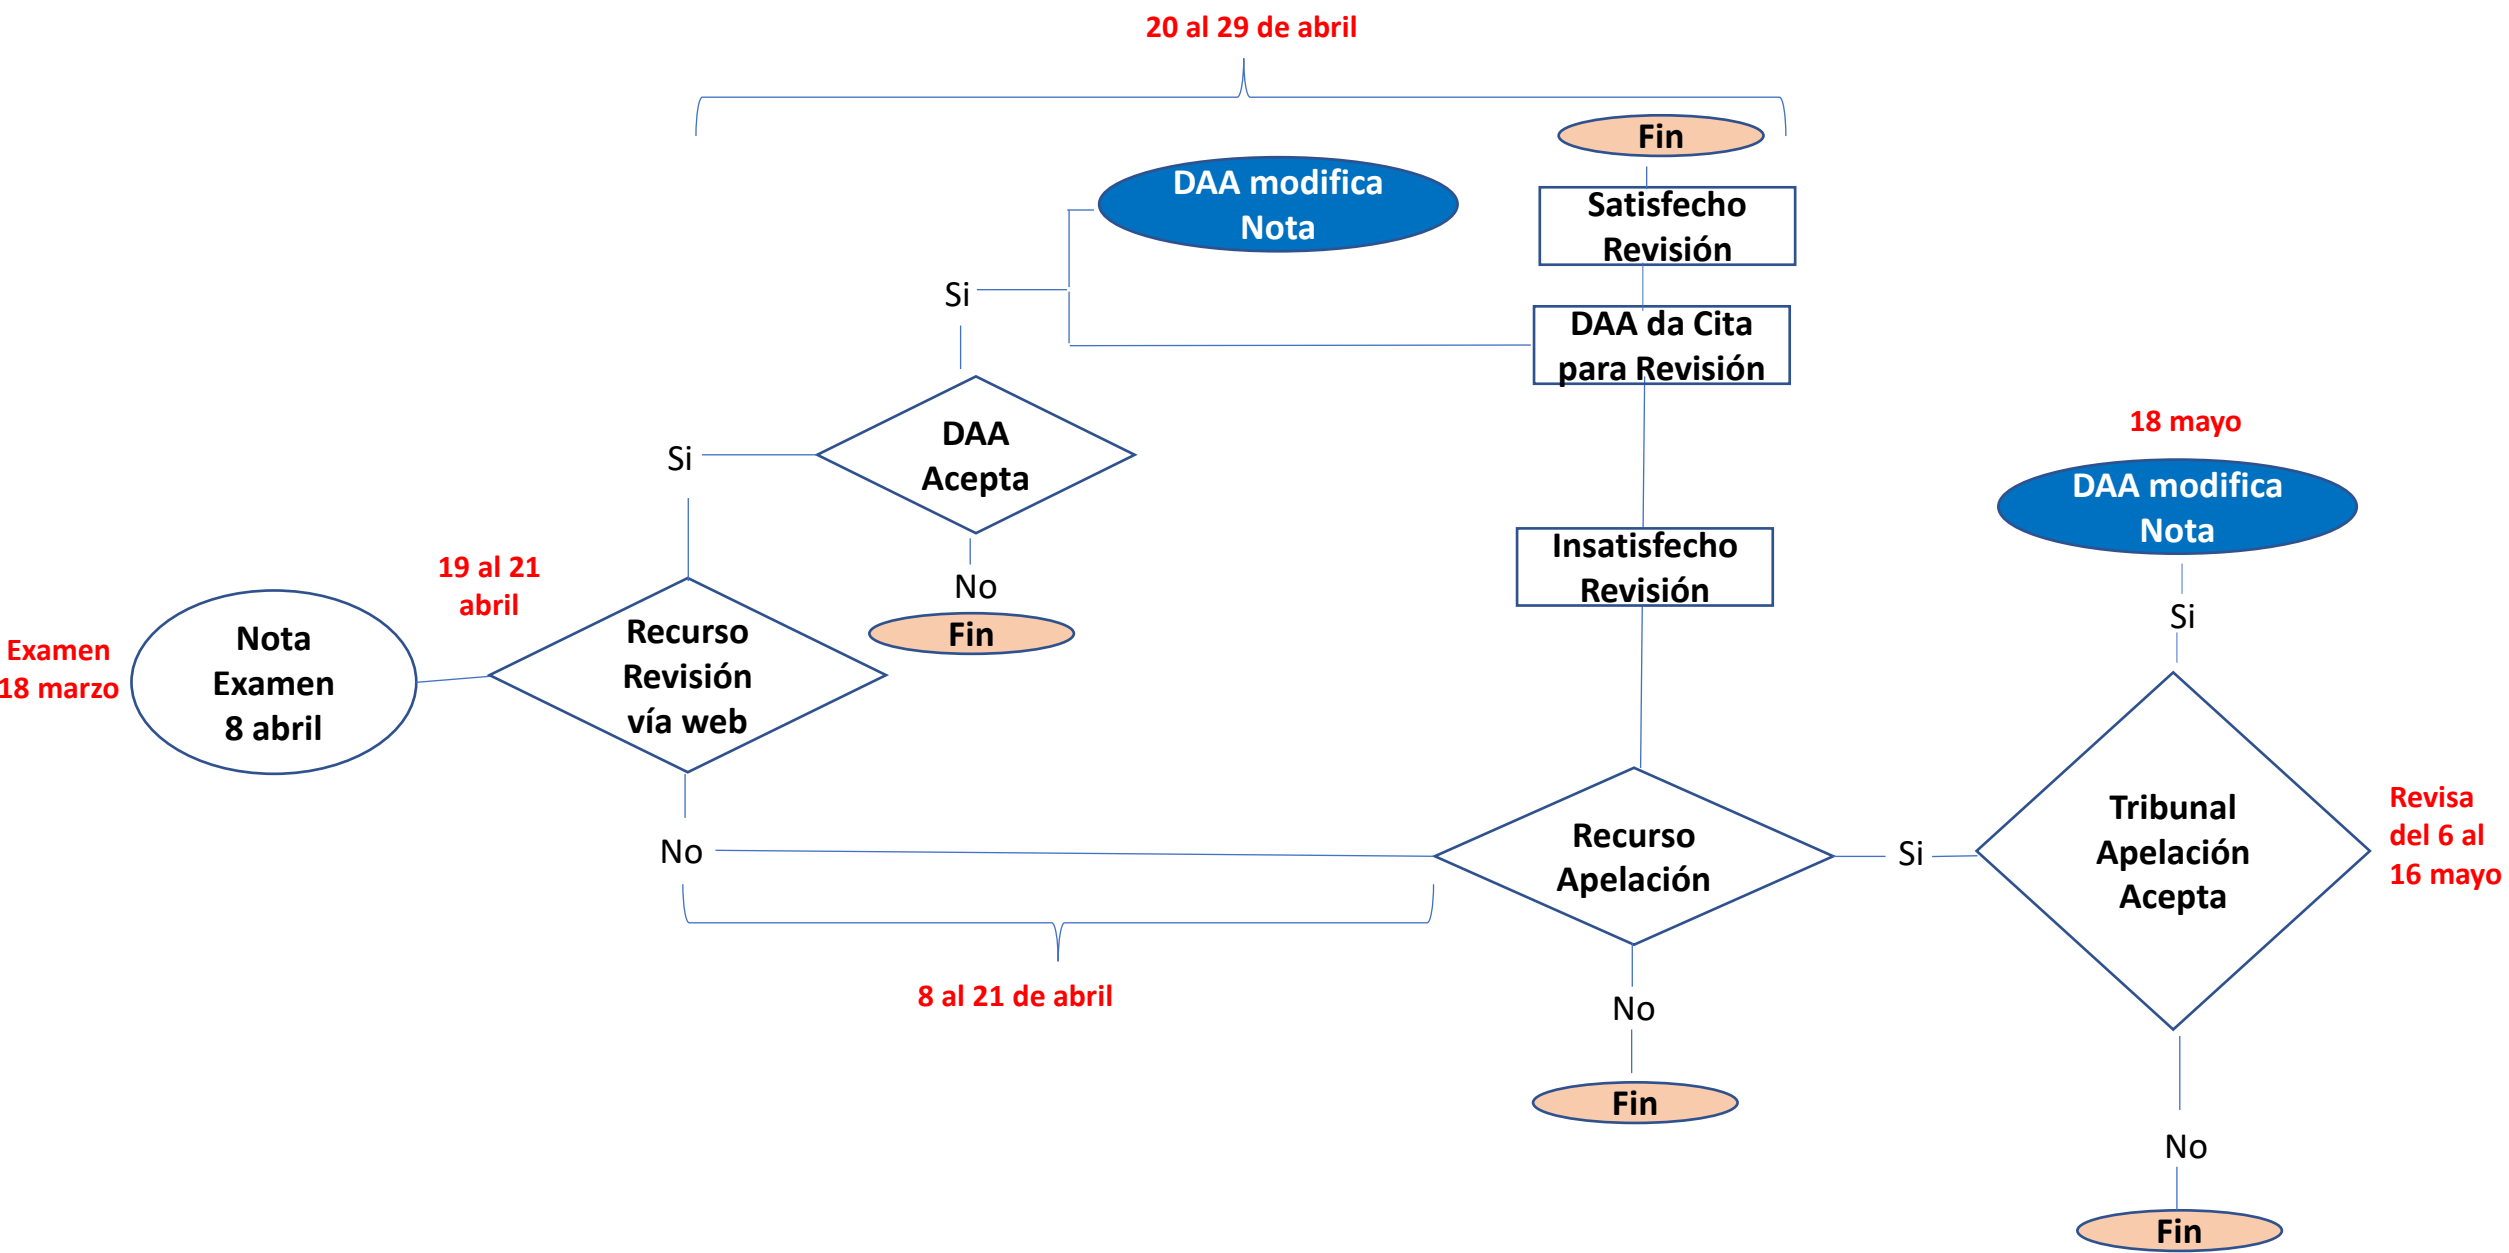 20 al 29 de abril
Fin
DAA modifica
Nota
Satisfecho
Revisión
Si
DAA da Cita
para Revisión
Si
DAA
Acepta
18 mayo
DAA modifica
Nota
No
Fin
Insatisfecho
Revisión
Si
19 al 21
abril
Examen
18 marzo
Nota
Examen
8 abril
Recurso
Revisión
vía web
No
Recurso
Apelación
Si
Tribunal
Apelación
Acepta
Revisa
del 6 al
16 mayo
8 al 21 de abril
No
Fin
No
Fin